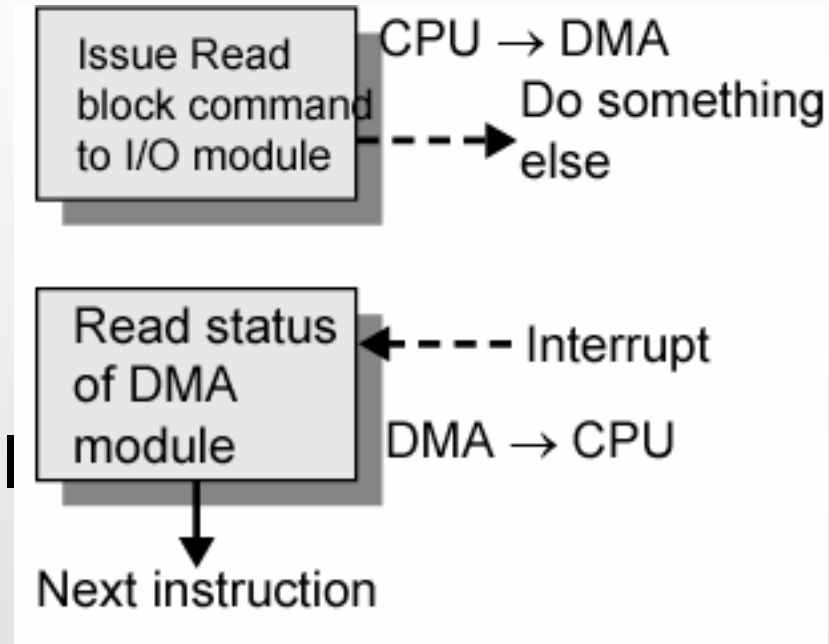 Issue Read
block command
to I/O module
CPU → DMA
Do something
else
Read status
of DMA
module
Interrupt
DMA → CPU
Next instruction